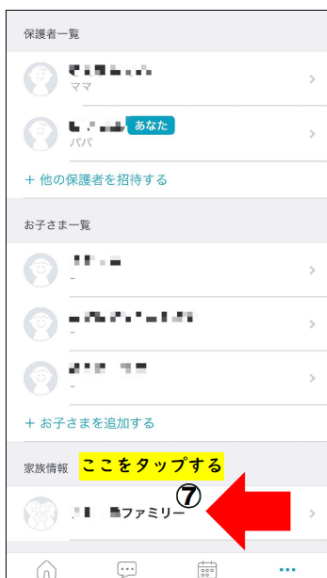 保護者一覧
ママ
あなた
パパ
+ 他の保護者を招待する
お子さま一覧
-
-
-
+ お子さまを追加する
家族情報 ここをタップする
⑦
ファミリー